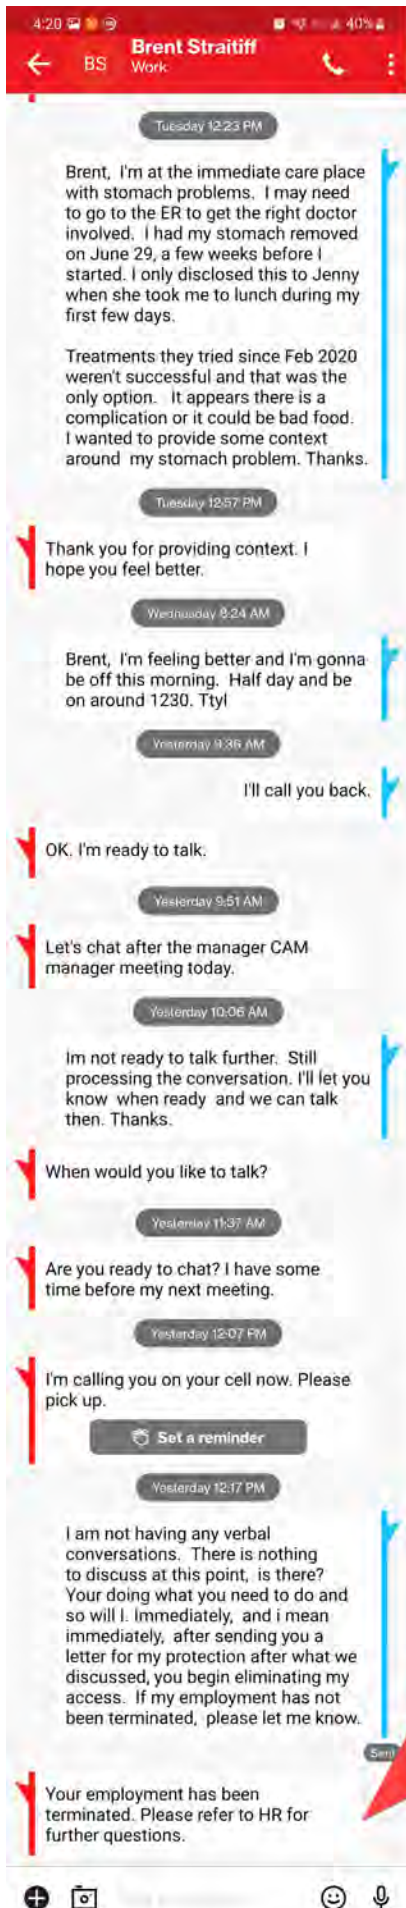 4:20 40%
BS Brent Straitiff
Work
Tuesday 12:23 PM
Brent, I'm at the immediate care place
with stomach problems. I may need
to go to the ER to get the right doctor
involved. I had my stomach removed
on June 29, a few weeks before I
started. I only disclosed this to Jenny
when she took me to lunch during my
first few days.
Treatments they tried since Feb 2020
weren't successful and that was the
only option. It appears there is a
complication or it could be bad food.
I wanted to provide some context
around my stomach problem. Thanks.
Tuesday 12:57 PM
Thank you for providing context. I
hope you feel better.
Wednesday 8:24 AM
Brent, I'm feeling better and I'm gonna
be off this morning. Half day and be
on around 1230. Ttyl
Yesterday 9:36 AM
I'll call you back.
OK. I'm ready to talk.
Yesterday 9:51 AM
Let's chat after the manager CAM
manager meeting today.
Yesterday 10:06 AM
Im not ready to talk further. Still
processing the conversation. I'll let you
know when ready and we can talk
then. Thanks.
When would you like to talk?
Yesterday 11:37 AM
Are you ready to chat? I have some
time before my next meeting.
Yesterday 12:07 PM
I'm calling you on your cell now. Please
pick up.
Set a reminder
Yesterday 12:17 PM
I am not having any verbal
conversations. There is nothing
to discuss at this point, is there?
Your doing what you need to do and
so will I. Immediately, and i mean
immediately, after sending you a
letter for my protection after what we
discussed, you begin eliminating my
access. If my employment has not
been terminated, please let me know.
Sent
Your employment has been
terminated. Please refer to HR for
further questions.